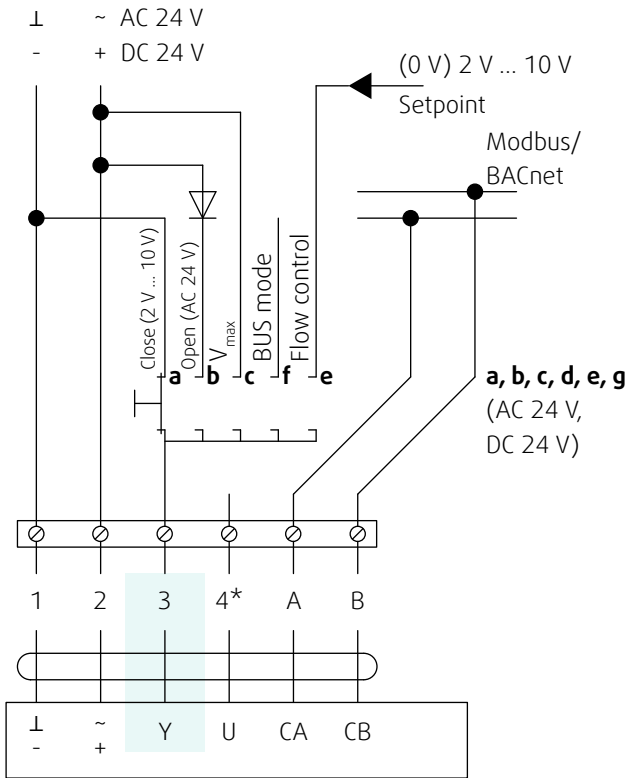 ⊥ ~ AC 24 V
- + DC 24 V
(0 V) 2 V ... 10 V
Setpoint
Modbus/
BACnet
Close (2 V ... 10 V)
Open (AC 24 V)
Vmax
BUS mode
Flow control
a b c f e
a, b, c, d, e, g
(AC 24 V,
DC 24 V)
1 2 3 4* A B
⊥ ~ Y U CA CB
- +